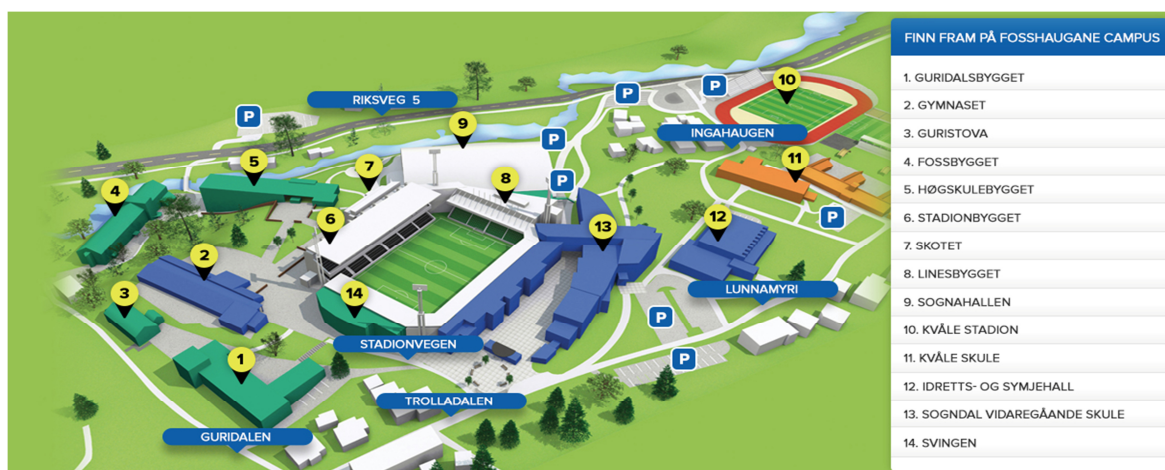 FINN FRAM PÅ FOSSHAUGANE CAMPUS
1. GURIDALSBYGGET
2. GYMNASET
3. GURISTOVA
4. FOSSBYGGET
5. HØGSKULEBYGGET
6. STADIONBYGGET
7. SKOTET
8. LINESBYGGET
9. SOGNAHALLEN
10. KVÅLE STADION
11. KVÅLE SKULE
12. IDRETTS- OG SYMJEHALL
13. SOGNDAL VIDAREGÅANDE SKULE
14. SVINGEN
P
10
P
RIKSVEG 5
P
9
INGAHAUGEN
P
5
7
11
4
8
P
6
12
P
13
2
3
14
LUNNAMYRI
P
STADIONVEGEN
1
P
TROLLADALEN
GURIDALEN